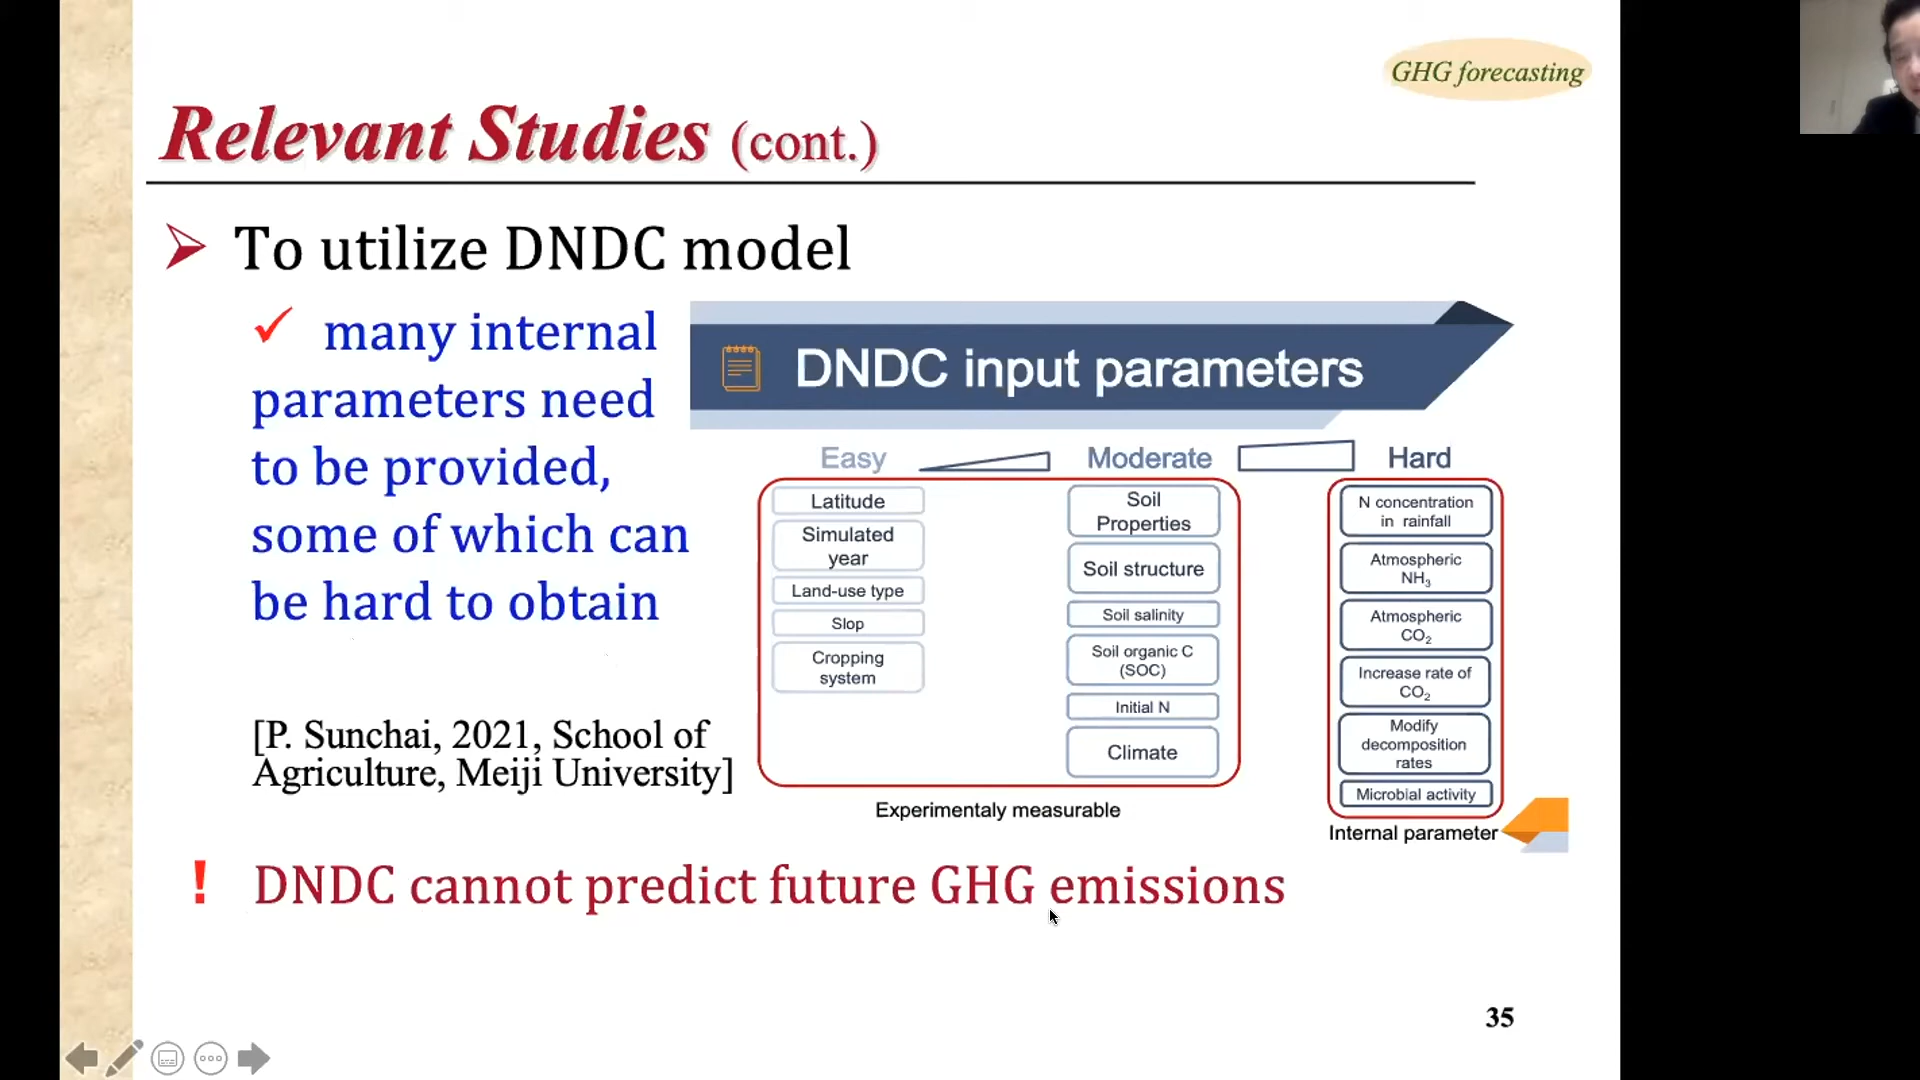 GHG forecasting
Relevant Studies (cont.)
To utilize DNDC model
many internal
parameters need
to be provided,
some of which can
be hard to obtain
[P. Sunchai, 2021, School of
Agriculture, Meiji University]
DNDC input parameters
Easy
Moderate
Hard
Latitude
Simulated
year
Land-use type
Slop
Cropping
system
Soil
Properties
Soil structure
Soil salinity
Soil organic C
(SOC)
Initial N
Climate
Experimentaly measurable
N concentration
in rainfall
Atmospheric
NH₃
Atmospheric
CO₂
Increase rate of
CO₂
Modify
decomposition
rates
Microbial activity
Internal parameter
! DNDC cannot predict future GHG emissions
35